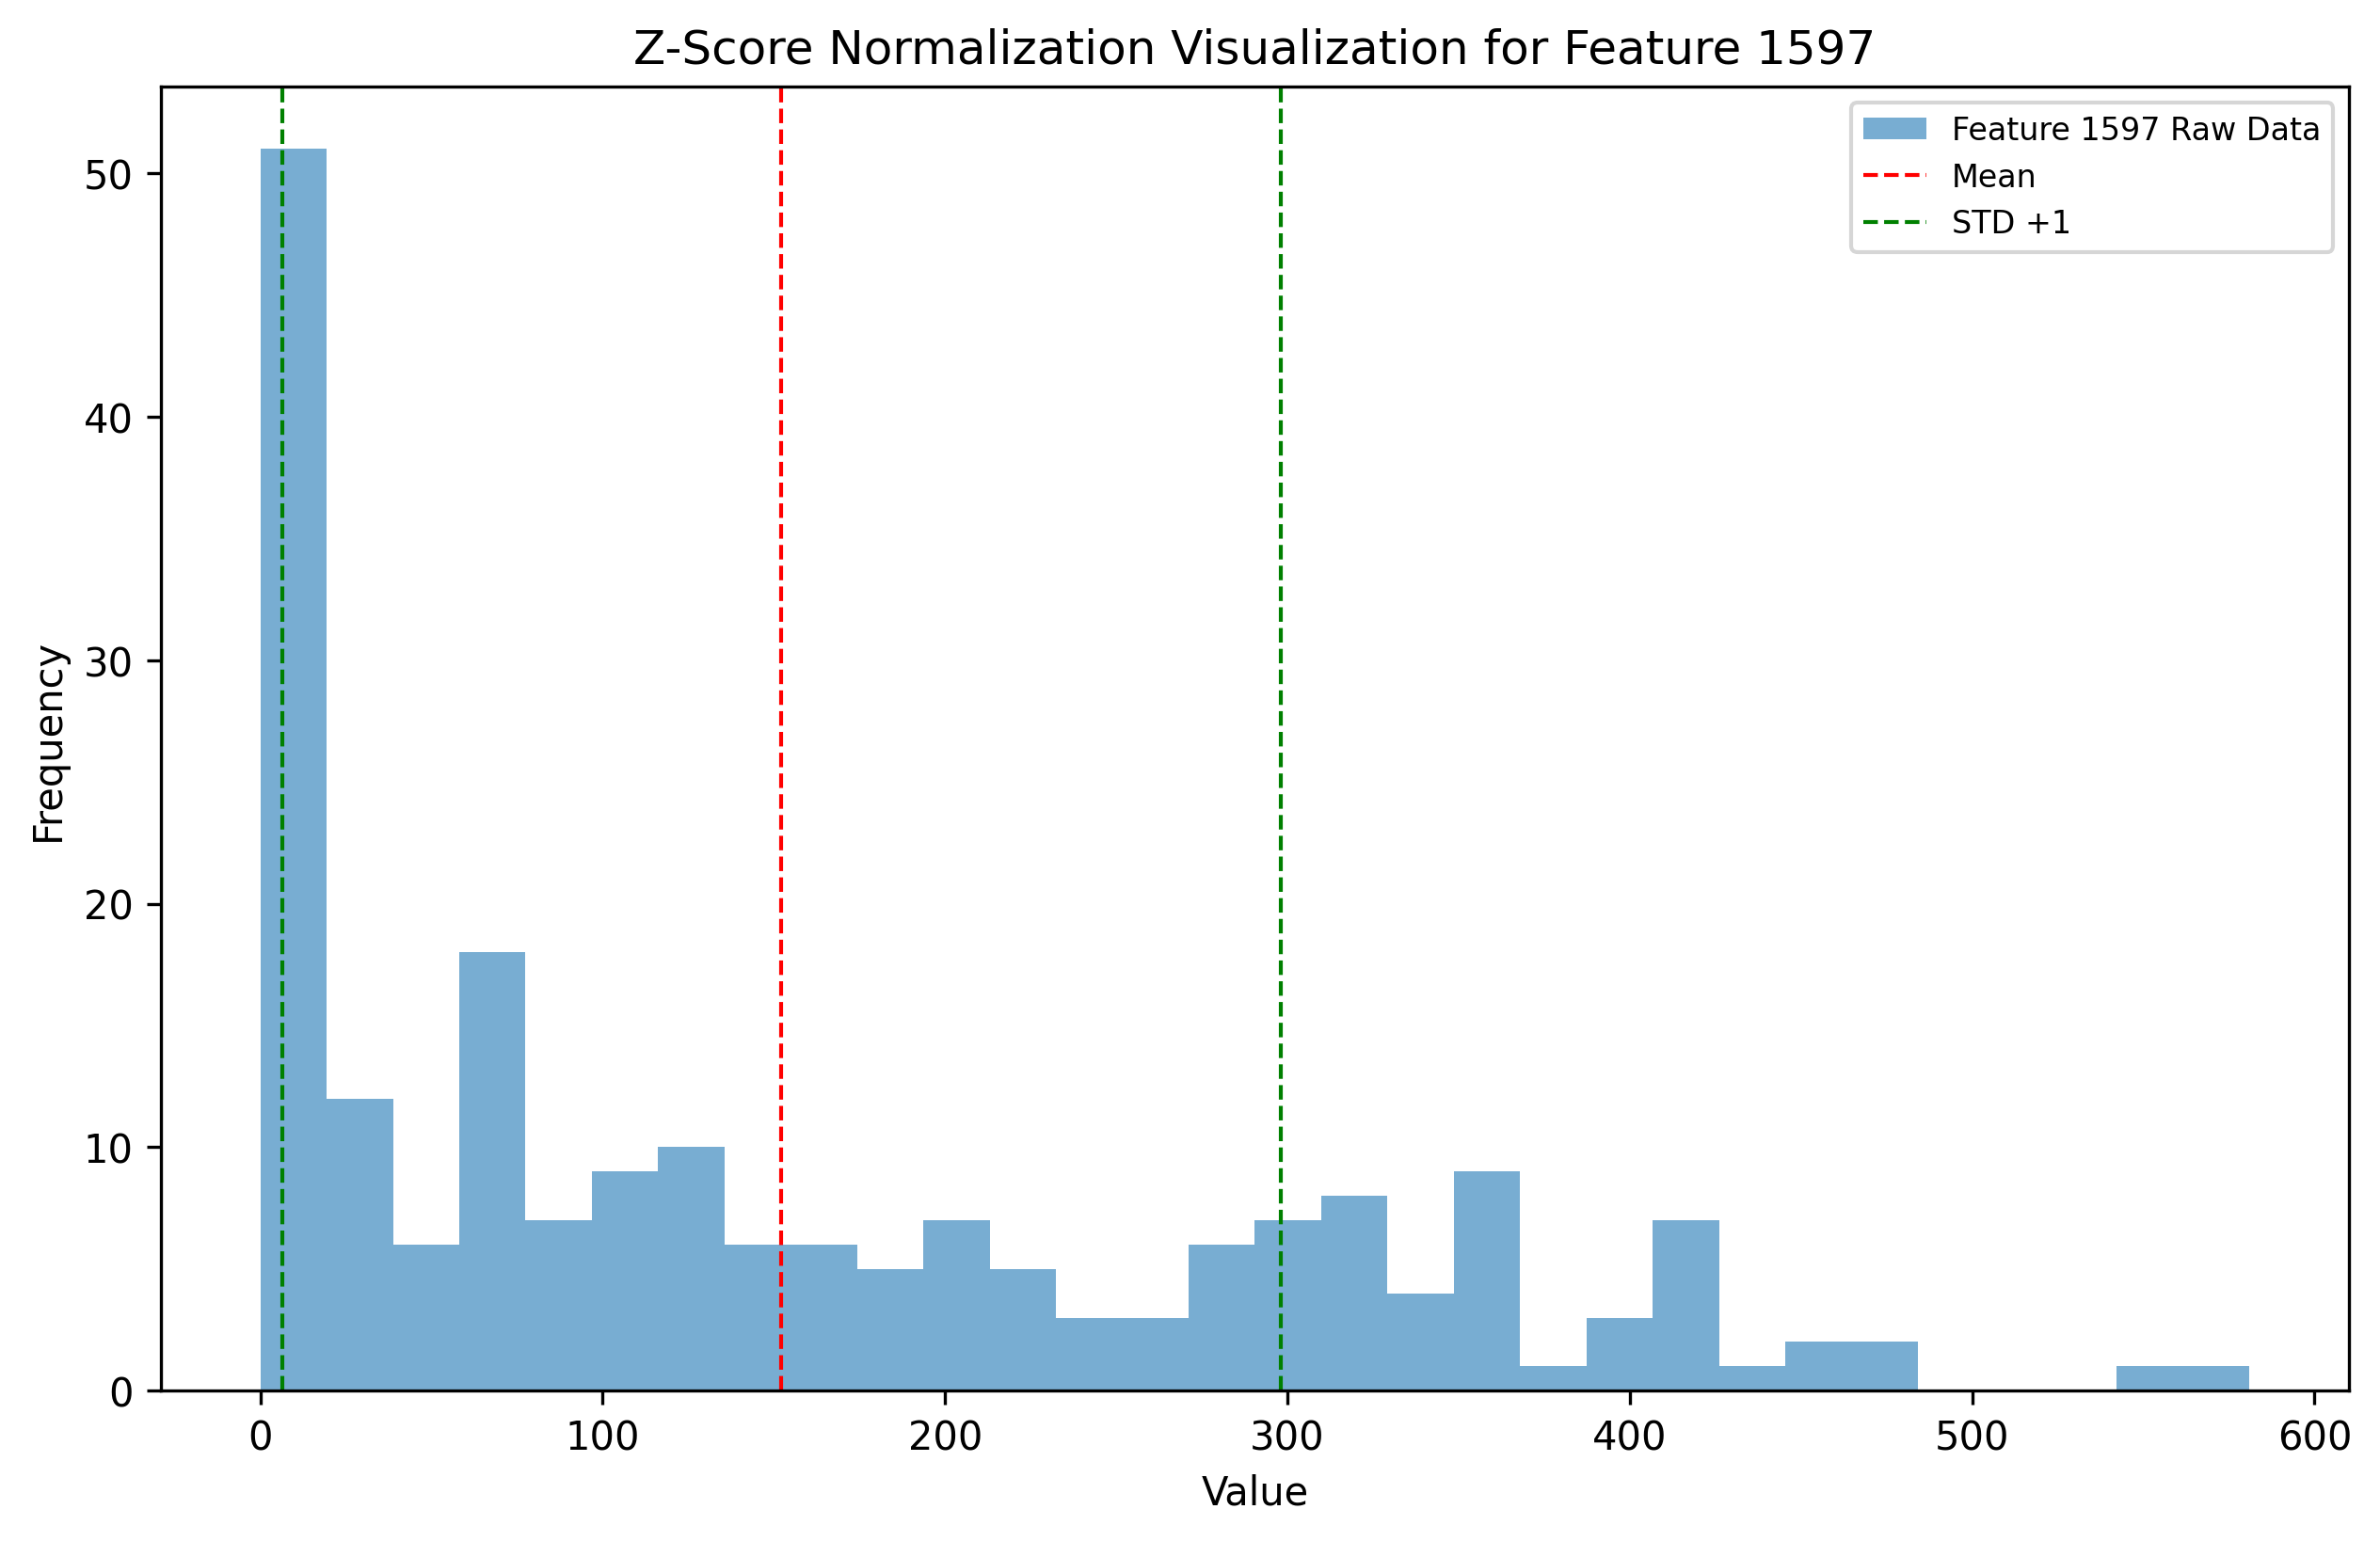 Z-Score Normalization Visualization for Feature 1597
Feature 1597 Raw Data
Mean
STD +1
50
40
30
20
10
0
Frequency
0 100 200 300 400 500 600
Value